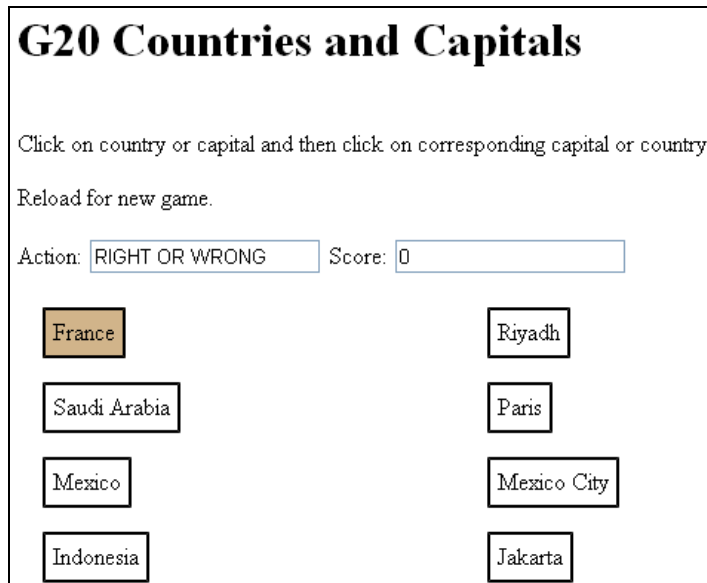 G20 Countries and Capitals
Click on country or capital and then click on corresponding capital or country
Reload for new game.
Action: RIGHT OR WRONG Score: 0
France Riyadh
Saudi Arabia Paris
Mexico Mexico City
Indonesia Jakarta